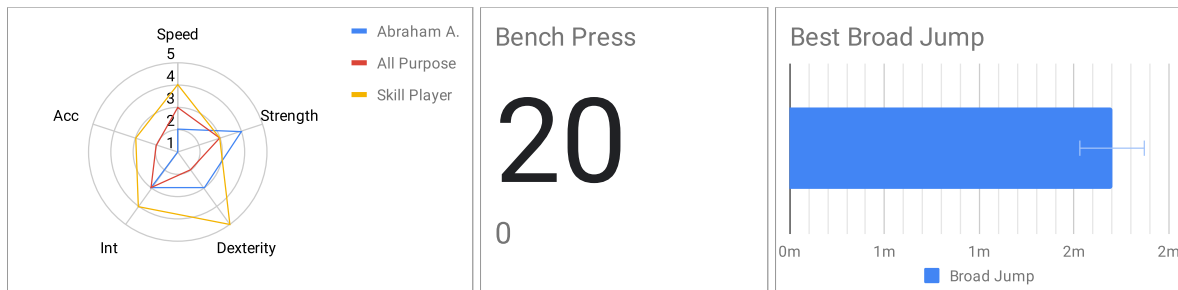 Speed
5
4
3
2
1
Strength
Acc
Int
Dexterity
Abraham A.
All Purpose
Skill Player
Bench Press
20
0
Best Broad Jump
0m 1m 1m 2m 2m
Broad Jump